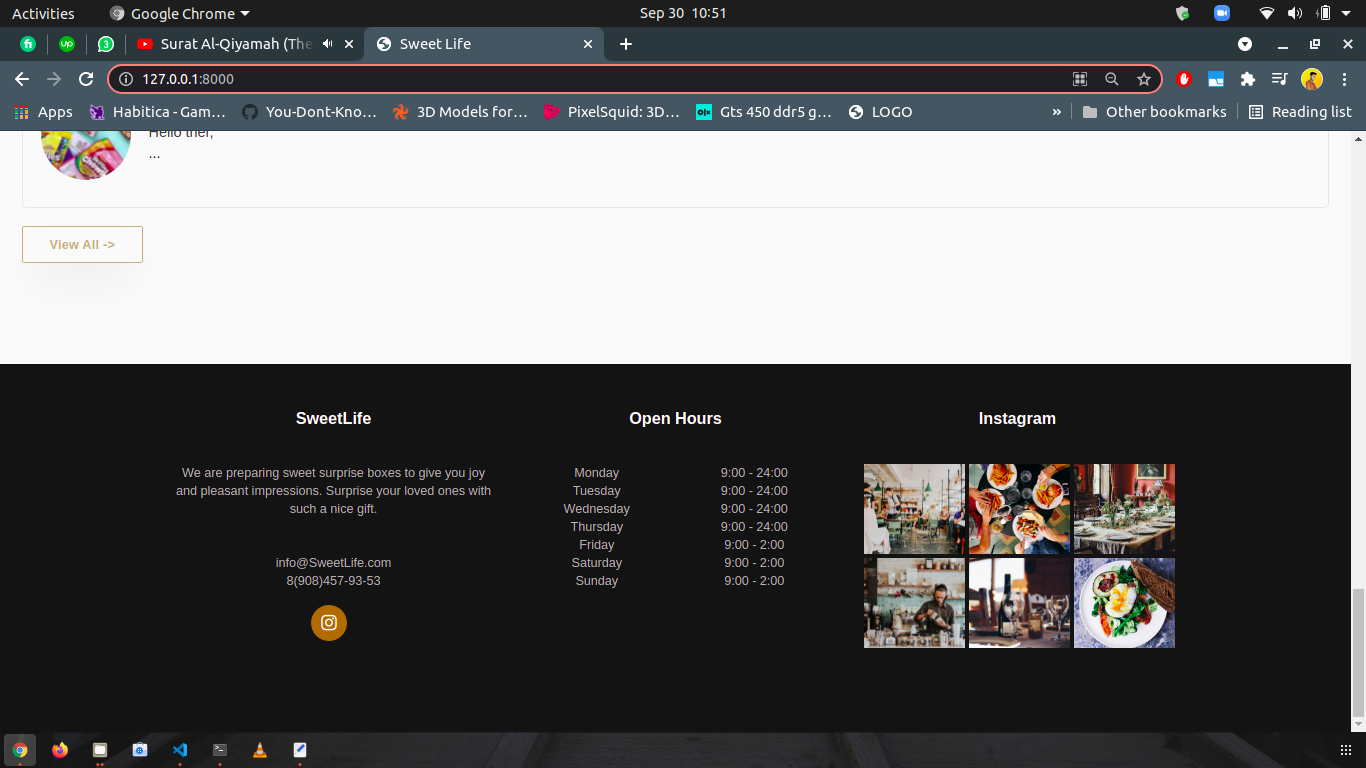 Activities
Google Chrome
Sep 30 10:51
up
3
Surat Al-Qiyamah (The
Sweet Life
127.0.0.1:8000
Apps
Habitica - Gam…
You-Dont-Kno…
3D Models for…
PixelSquid: 3D…
Gts 450 ddr5 g…
LOGO
»
Other bookmarks
Reading list
Hello ther,
...
View All ->
SweetLife
We are preparing sweet surprise boxes to give you joy
and pleasant impressions. Surprise your loved ones with
such a nice gift.
info@SweetLife.com
8(908)457-93-53
Open Hours
Monday 9:00 - 24:00
Tuesday 9:00 - 24:00
Wednesday 9:00 - 24:00
Thursday 9:00 - 24:00
Friday 9:00 - 2:00
Saturday 9:00 - 2:00
Sunday 9:00 - 2:00
Instagram